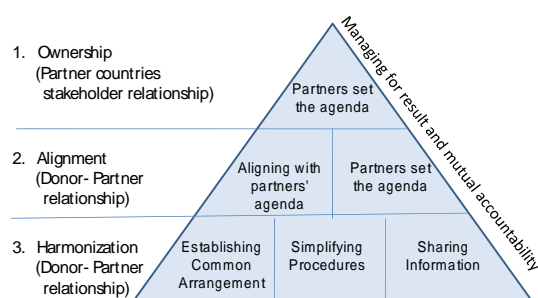 1. Ownership
(Partner countries
stakeholder relationship)
Partners set
the agenda
Managing for result and mutual accountability
2. Alignment
(Donor- Partner
relationship)
Aligning with
partners'
agenda
Partners set
the agenda
3. Harmonization
(Donor- Partner
relationship)
Establishing
Common
Arrangement
Simplifying
Procedures
Sharing
Information